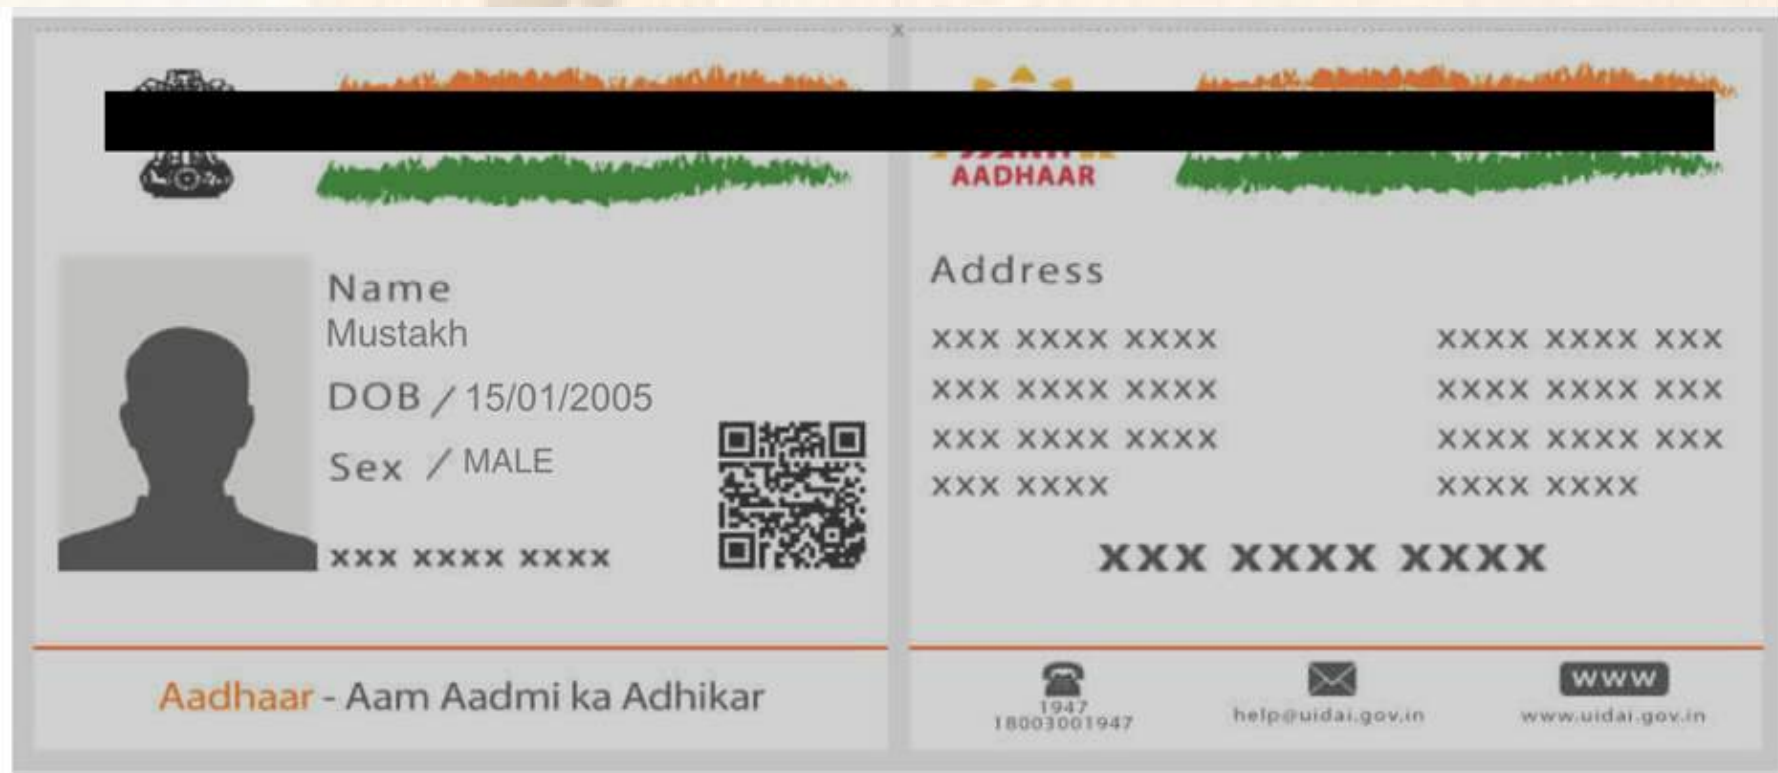 x
AADHAAR
Name
Mustakh
DOB / 15/01/2005
Sex / MALE
xxx xxxx xxxx
Aadhaar - Aam Aadmi ka Adhikar
Address
xxx xxxx xxxx xxxx xxxx xxx
xxx xxxx xxxx xxxx xxxx xxx
xxx xxxx xxxx xxxx xxxx xxx
xxx xxxx xxxx xxxx
xxx xxxx xxxx
1947
18003001947
help@uidai.gov.in
www
www.uidai.gov.in